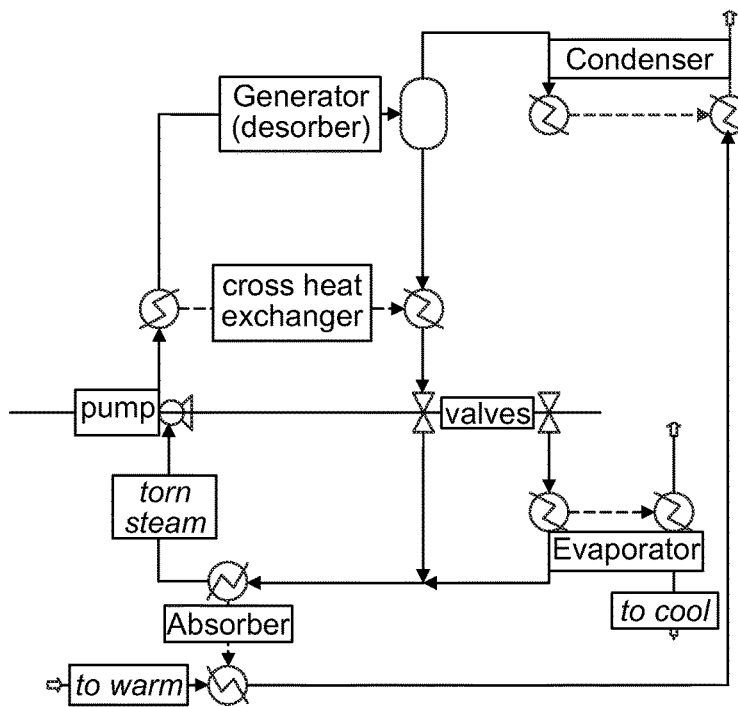 Condenser
Generator
(desorber)
cross heat
exchanger
pump
valves
torn
steam
Evaporator
to cool
Absorber
to warm